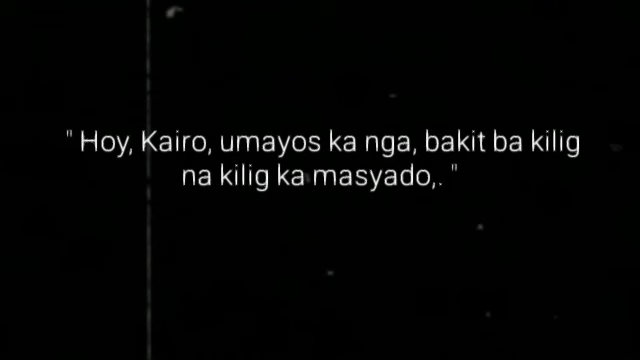 " Hoy, Kairo, umayos ka nga, bakit ba kilig
na kilig ka masyado,. "